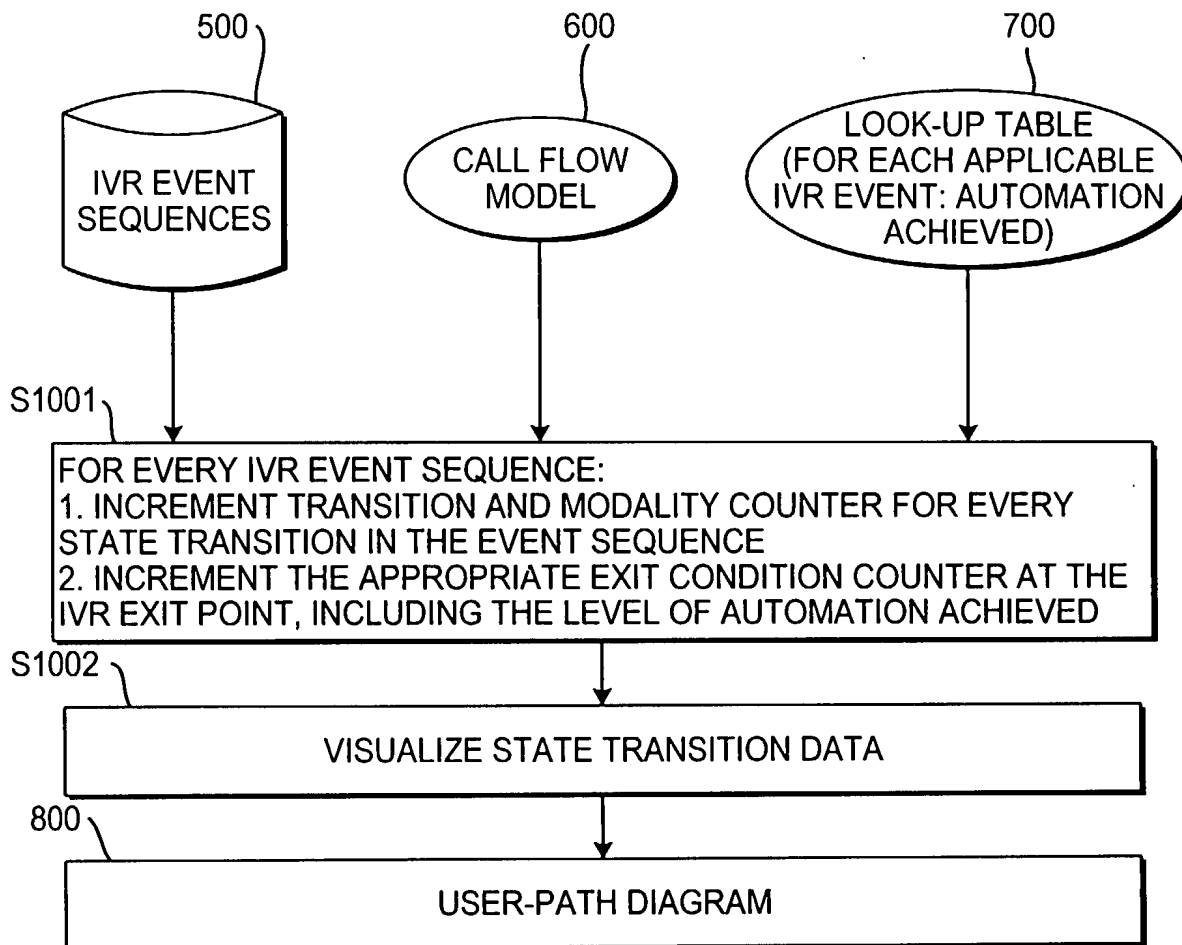 500
600
700
IVR EVENT
SEQUENCES
CALL FLOW
MODEL
LOOK-UP TABLE
(FOR EACH APPLICABLE
IVR EVENT: AUTOMATION
ACHIEVED)
S1001
FOR EVERY IVR EVENT SEQUENCE:
1. INCREMENT TRANSITION AND MODALITY COUNTER FOR EVERY
STATE TRANSITION IN THE EVENT SEQUENCE
2. INCREMENT THE APPROPRIATE EXIT CONDITION COUNTER AT THE
IVR EXIT POINT, INCLUDING THE LEVEL OF AUTOMATION ACHIEVED
S1002
VISUALIZE STATE TRANSITION DATA
800
USER-PATH DIAGRAM